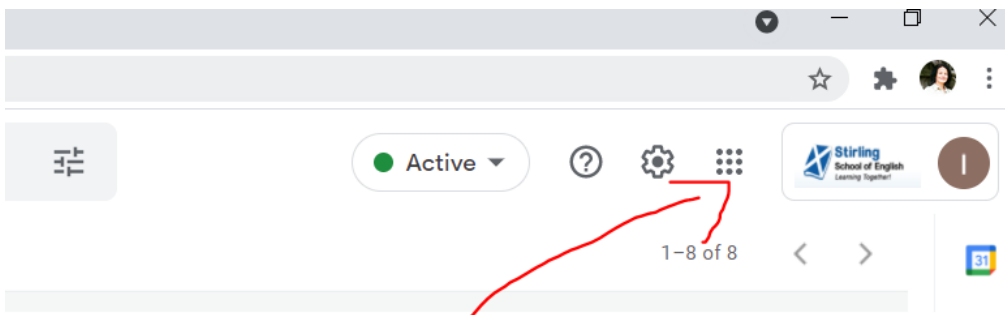 Active
Stirling
School of English
Learning Together!
I
1–8 of 8
31